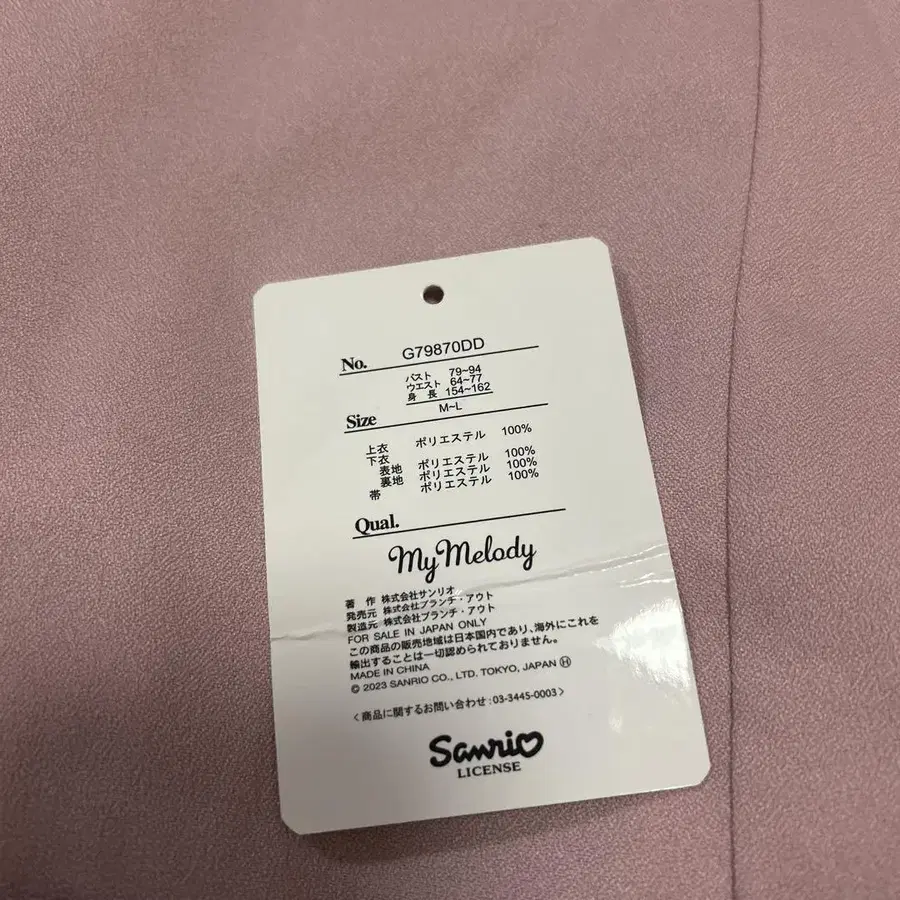 No. G79870DD
バスト 79~94
ウエスト 64~77
身長 154~162
Size M~L
上衣 ポリエステル 100%
下衣
表地 ポリエステル 100%
裏地 ポリエステル 100%
帯 ポリエステル 100%
Qual.
My Melody
著作 株式会社サンリオ
発売元 株式会社ブランチ・アウト
製造元 株式会社ブランチ・アウト
FOR SALE IN JAPAN ONLY
この商品の販売地域は日本国内であり、海外にこれを
輸出することは一切認められておりません。
MADE IN CHINA
© 2023 SANRIO CO., LTD. TOKYO, JAPAN Ⓗ
〈商品に関するお問い合わせ:03-3445-0003〉
Sanrio
LICENSE